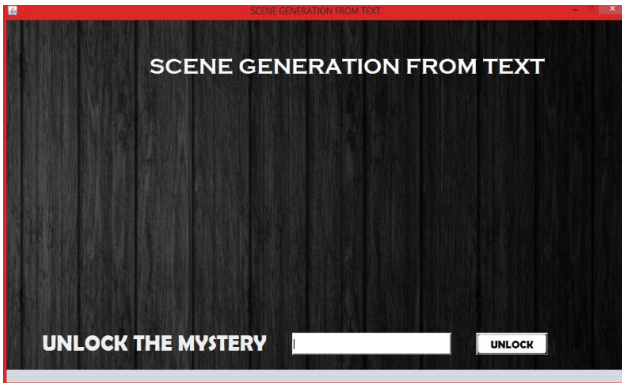 SCENE GENERATION FROM TEXT
SCENE GENERATION FROM TEXT
UNLOCK THE MYSTERY
UNLOCK